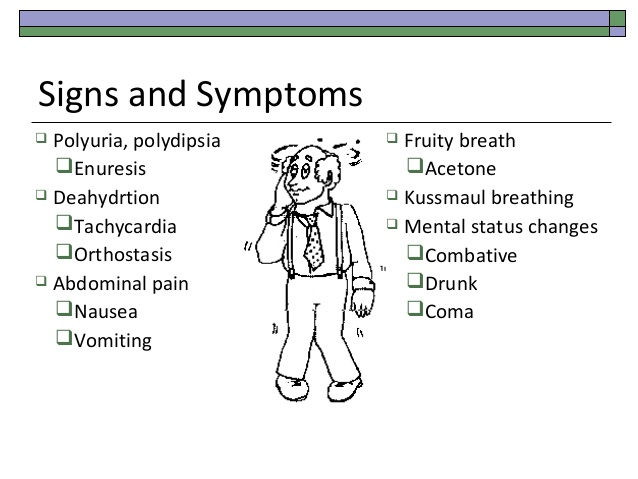 Signs and Symptoms
Polyuria, polydipsia
Enuresis
Deahydrtion
Tachycardia
Orthostasis
Abdominal pain
Nausea
Vomiting
Fruity breath
Acetone
Kussmaul breathing
Mental status changes
Combative
Drunk
Coma